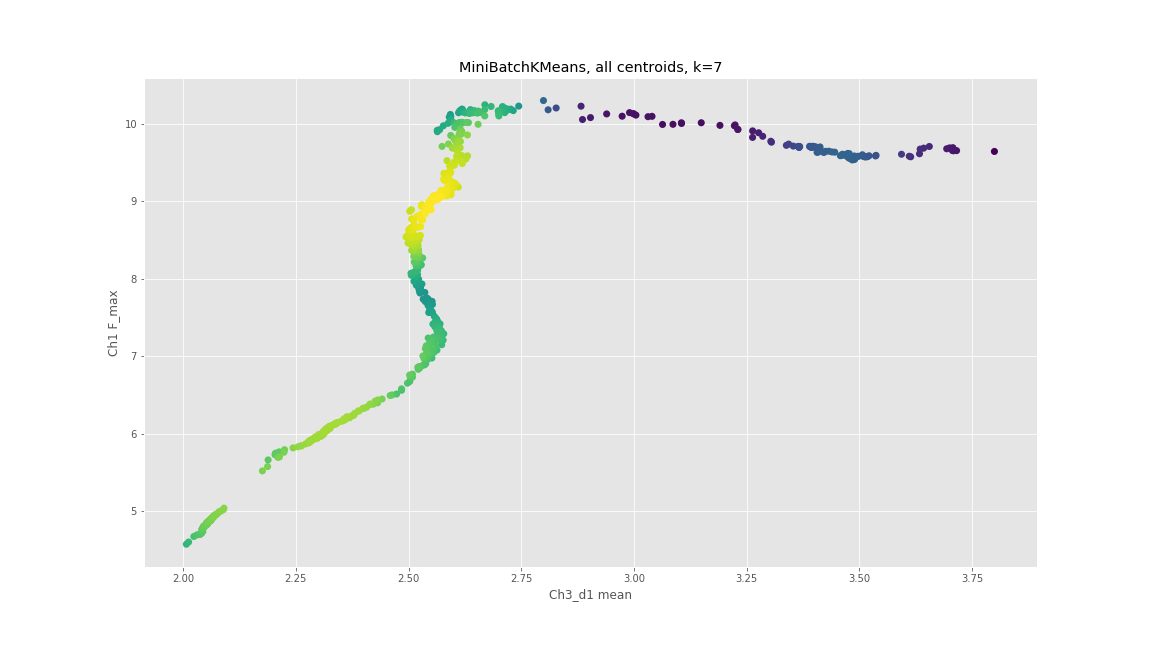 MiniBatchKMeans, all centroids, k=7
Ch1 F_max
10
9
8
7
6
5
2.00 2.25 2.50 2.75 3.00 3.25 3.50 3.75
Ch3_d1 mean